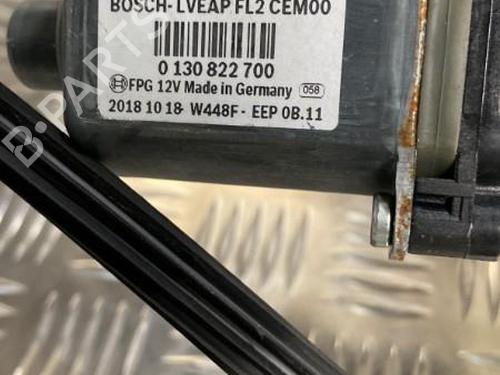 BOSCH-LVEAP FL2 CEM00
0 130 822 700
FPG 12V Made in Germany 058
2018 10 18 W448F - EEP 0B.11